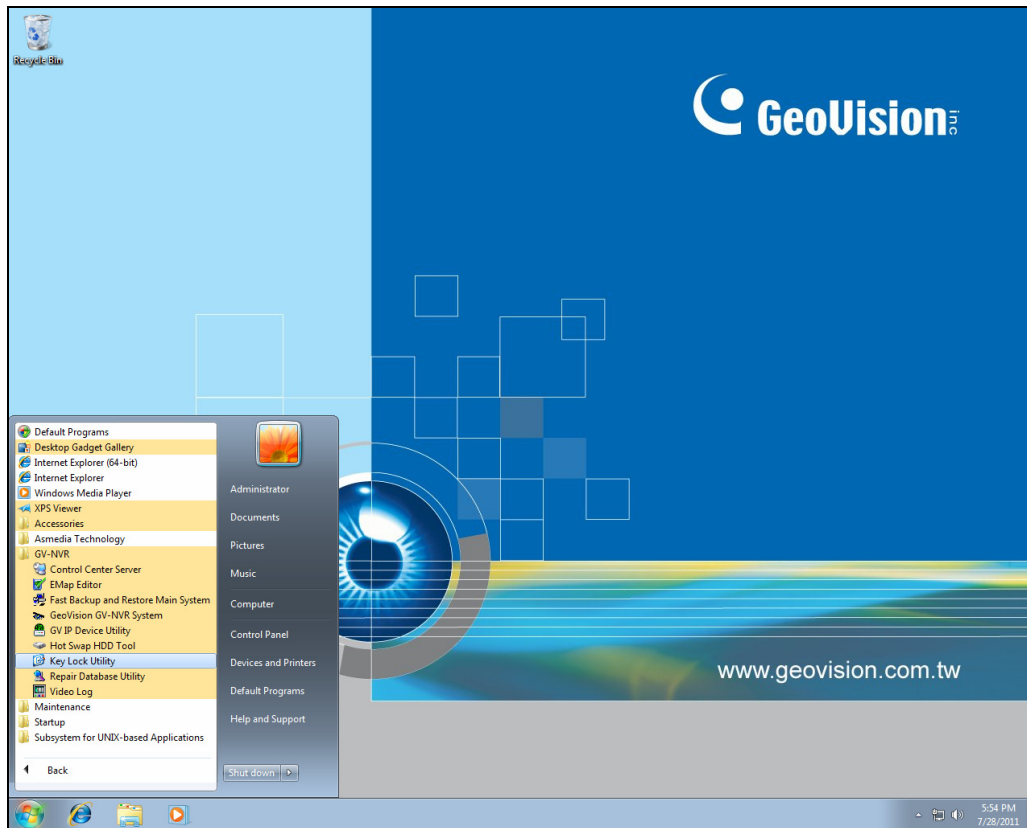 Recycle Bin
GeoVision inc
Default Programs
Desktop Gadget Gallery
Internet Explorer (64-bit)
Internet Explorer
Windows Media Player
XPS Viewer
Accessories
Asmedia Technology
GV-NVR
Control Center Server
EMap Editor
Fast Backup and Restore Main System
GeoVision GV-NVR System
GV IP Device Utility
Hot Swap HDD Tool
Key Lock Utility
Repair Database Utility
Video Log
Maintenance
Startup
Subsystem for UNIX-based Applications
Back
Administrator
Documents
Pictures
Music
Computer
Control Panel
Devices and Printers
Default Programs
Help and Support
Shut down
www.geovision.com.tw
5:54 PM
7/28/2011